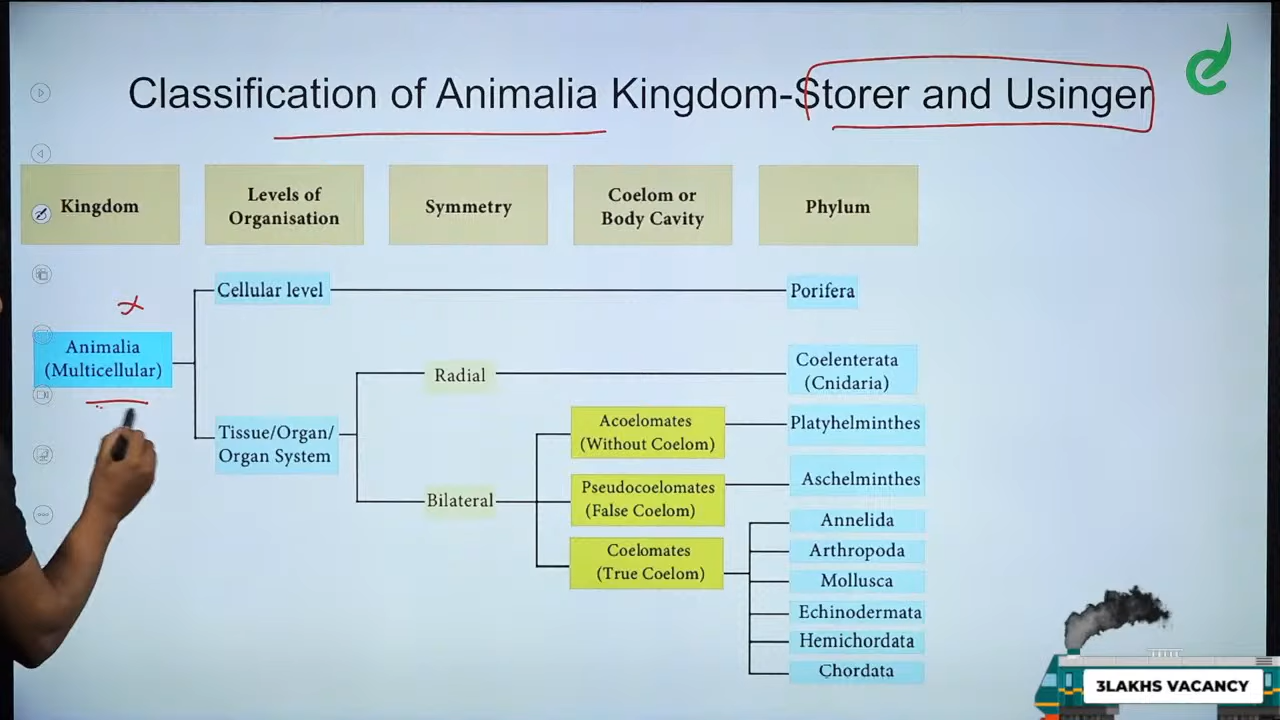 Classification of Animalia Kingdom-Storer and Usinger
Kingdom
Levels of
Organisation
Symmetry
Coelom or
Body Cavity
Phylum
Cellular level
Porifera
Animalia
(Multicellular)
Radial
Coelenterata
(Cnidaria)
Tissue/Organ/
Organ System
Acoelomates
(Without Coelom)
Platyhelminthes
Bilateral
Pseudocoelomates
(False Coelom)
Aschelminthes
Coelomates
(True Coelom)
Annelida
Arthropoda
Mollusca
Echinodermata
Hemichordata
Chordata
3LAKHS VACANCY